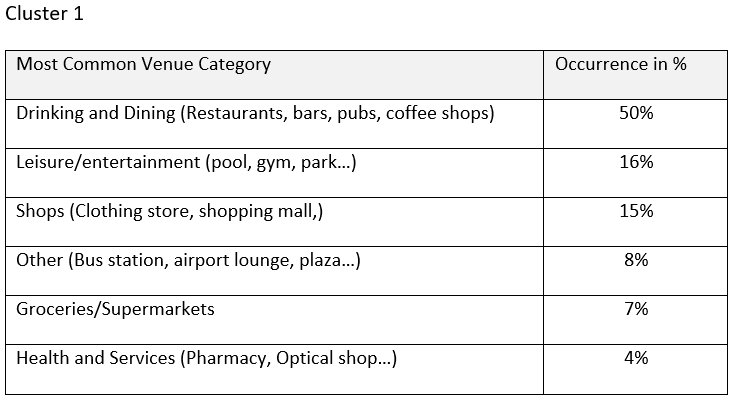 Cluster 1
Most Common Venue Category Occurrence in %
Drinking and Dining (Restaurants, bars, pubs, coffee shops) 50%
Leisure/entertainment (pool, gym, park...) 16%
Shops (Clothing store, shopping mall,) 15%
Other (Bus station, airport lounge, plaza...) 8%
Groceries/Supermarkets 7%
Health and Services (Pharmacy, Optical shop...) 4%